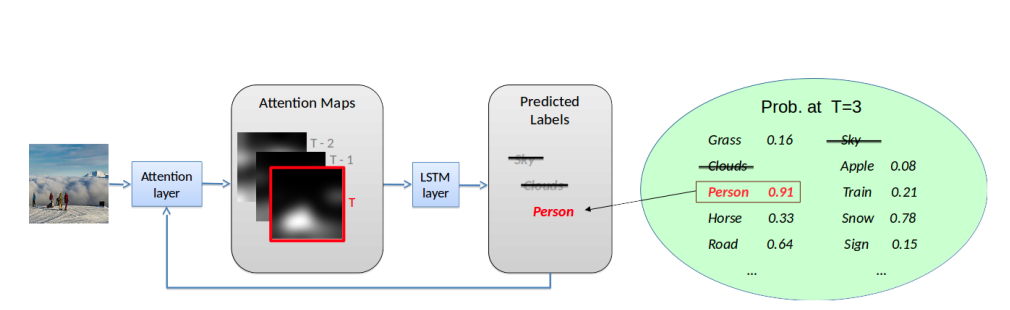 Attention
layer
Attention Maps
T - 2
T - 1
T
LSTM
layer
Predicted
Labels
Sky
Clouds
Person
Prob. at T=3
Grass 0.16 Sky
Clouds Apple 0.08
Person 0.91 Train 0.21
Horse 0.33 Snow 0.78
Road 0.64 Sign 0.15
... ...